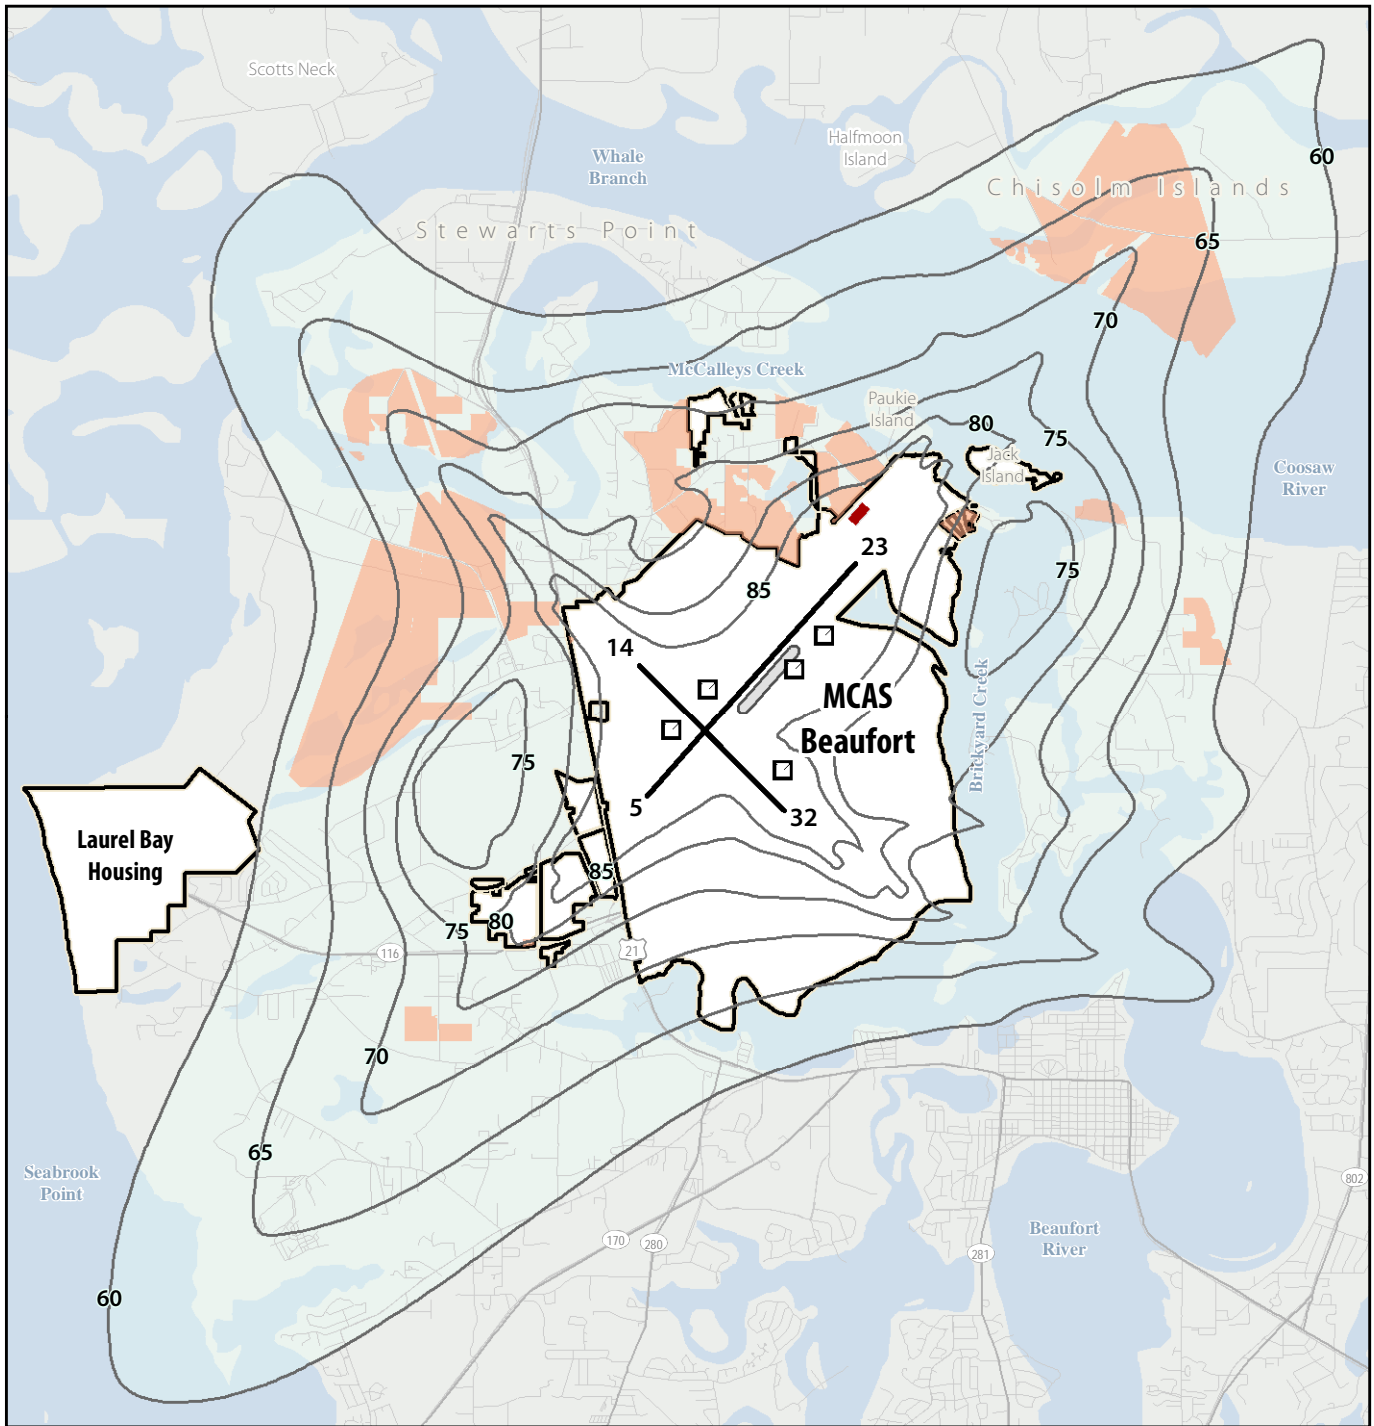 Scotts Neck
Whale
Branch
Halfmoon
Island
60
Chisolm Islands
Stewarts Point
65
70
McCalleys Creek
Paukie
Island
80
75
Jack
Island
Coosaw
River
23
75
85
14
MCAS
Beaufort
Brickyard Creek
75
5
32
Laurel Bay
Housing
85
80
75
116
21
70
65
Seabrook
Point
802
Beaufort
River
170
280
281
60